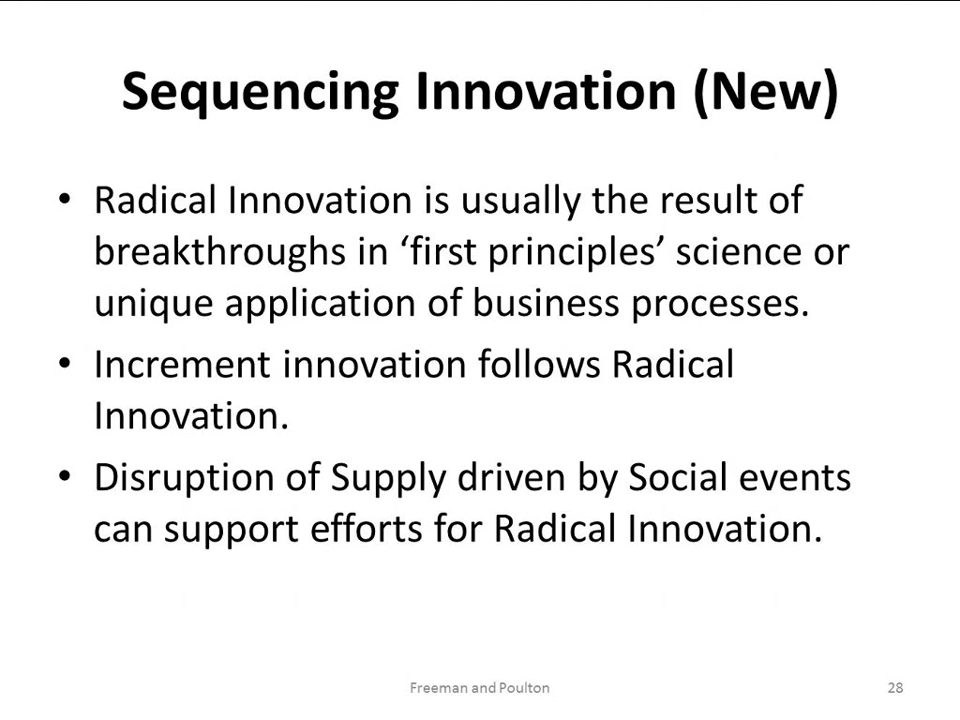 Sequencing Innovation (New)
• Radical Innovation is usually the result of
breakthroughs in ‘first principles’ science or
unique application of business processes.
• Increment innovation follows Radical
Innovation.
• Disruption of Supply driven by Social events
can support efforts for Radical Innovation.
Freeman and Poulton
28